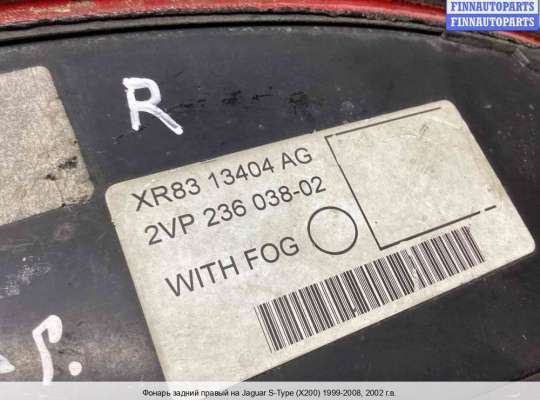 FINNAUTOPARTS
FINNAUTOPARTS
R
XR83 13404 AG
2VP 236 038-02
WITH FOG
Фонарь задний правый на Jaguar S-Type (X200) 1999-2008, 2002 г.в.